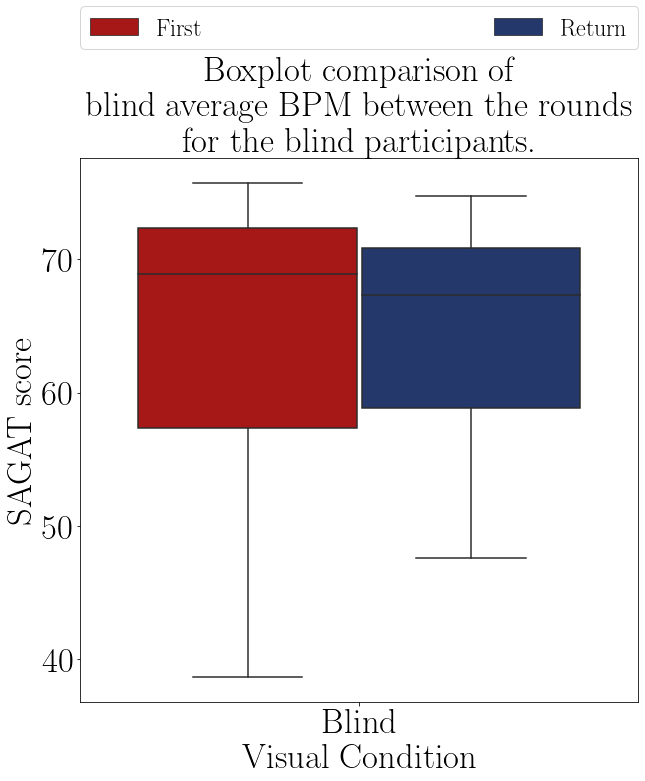 First
Return
Boxplot comparison of
blind average BPM between the rounds
for the blind participants.
70
60
50
40
SAGAT score
Blind
Visual Condition